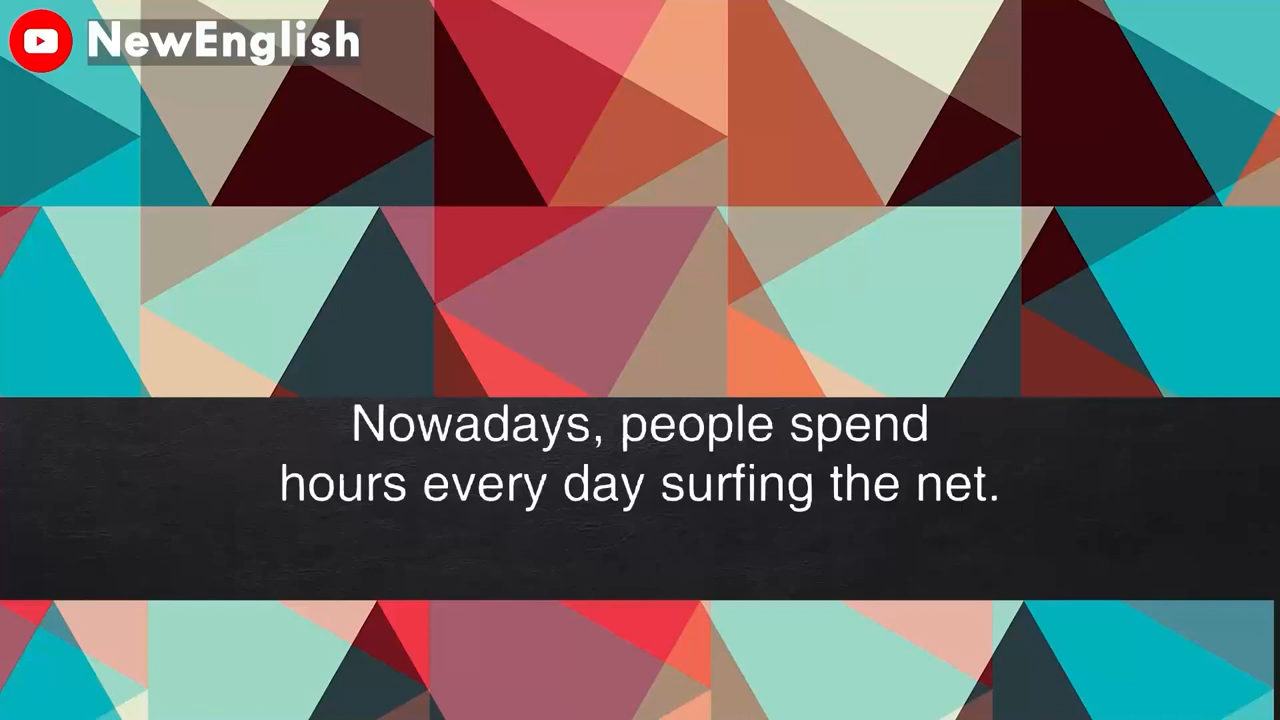 NewEnglish
Nowadays, people spend
hours every day surfing the net.